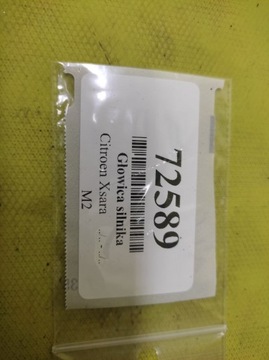 72589
Głowica silnika
Citroen Xsara ../.. - ../..
M2